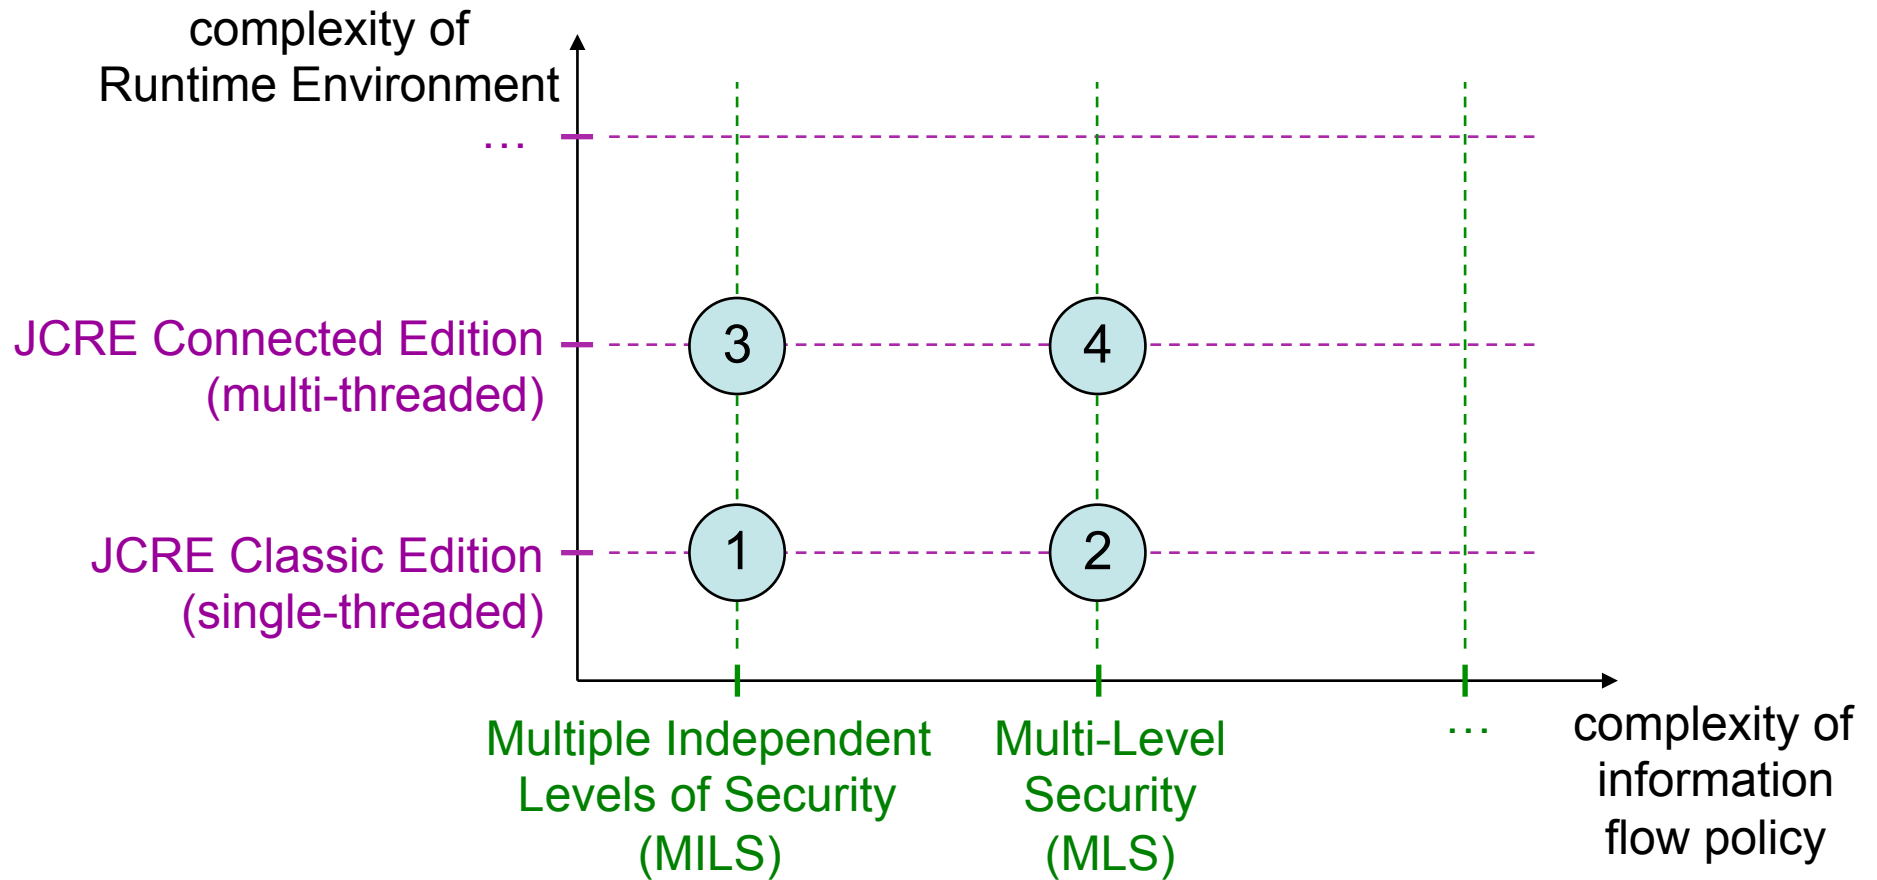 complexity of
Runtime Environment
…
JCRE Connected Edition
(multi-threaded)
3
4
JCRE Classic Edition
(single-threaded)
1
2
Multiple Independent
Levels of Security
(MILS)
Multi-Level
Security
(MLS)
…
complexity of
information
flow policy